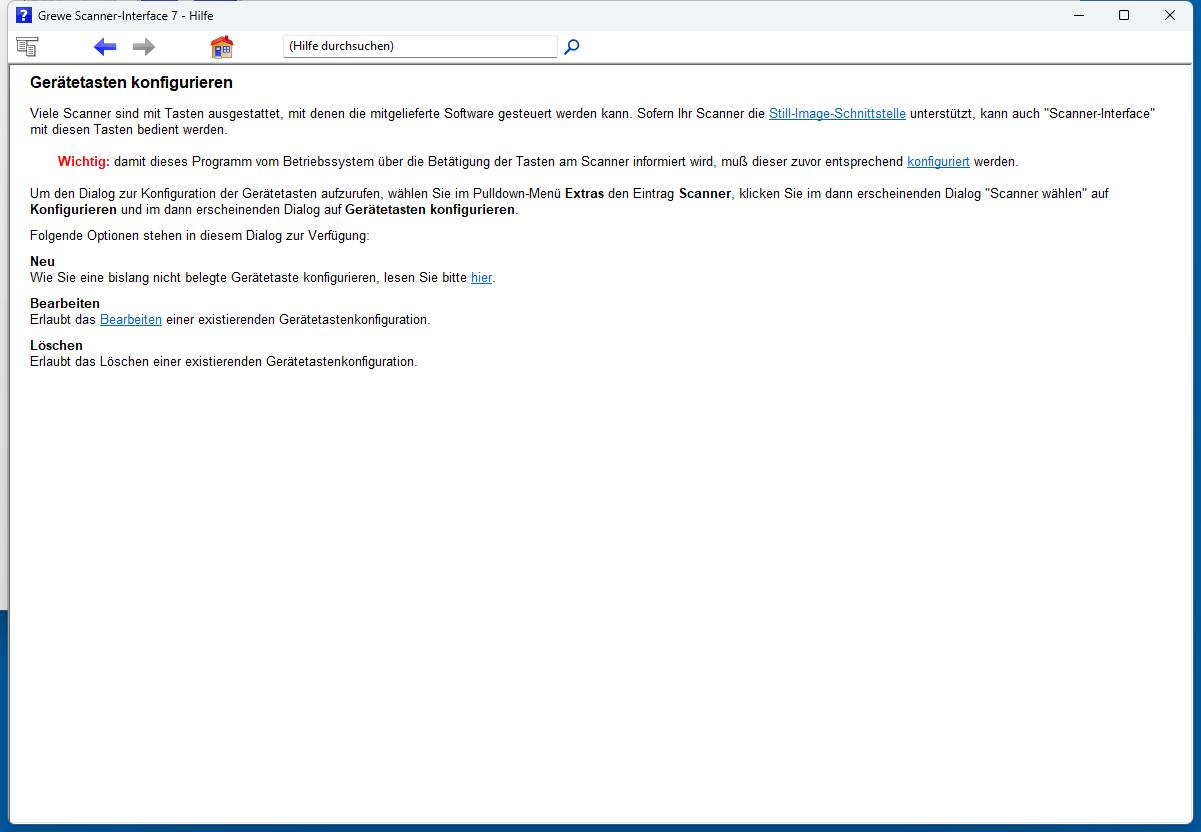 Grewe Scanner-Interface 7 - Hilfe
(Hilfe durchsuchen)
Gerätetasten konfigurieren
Viele Scanner sind mit Tasten ausgestattet, mit denen die mitgelieferte Software gesteuert werden kann. Sofern Ihr Scanner die Still-Image-Schnittstelle unterstützt, kann auch "Scanner-Interface"
mit diesen Tasten bedient werden.
Wichtig: damit dieses Programm vom Betriebssystem über die Betätigung der Tasten am Scanner informiert wird, muß dieser zuvor entsprechend konfiguriert werden.
Um den Dialog zur Konfiguration der Gerätetasten aufzurufen, wählen Sie im Pulldown-Menü Extras den Eintrag Scanner, klicken Sie im dann erscheinenden Dialog "Scanner wählen" auf
Konfigurieren und im dann erscheinenden Dialog auf Gerätetasten konfigurieren.
Folgende Optionen stehen in diesem Dialog zur Verfügung:
Neu
Wie Sie eine bislang nicht belegte Gerätetaste konfigurieren, lesen Sie bitte hier.
Bearbeiten
Erlaubt das Bearbeiten einer existierenden Gerätetastenkonfiguration.
Löschen
Erlaubt das Löschen einer existierenden Gerätetastenkonfiguration.